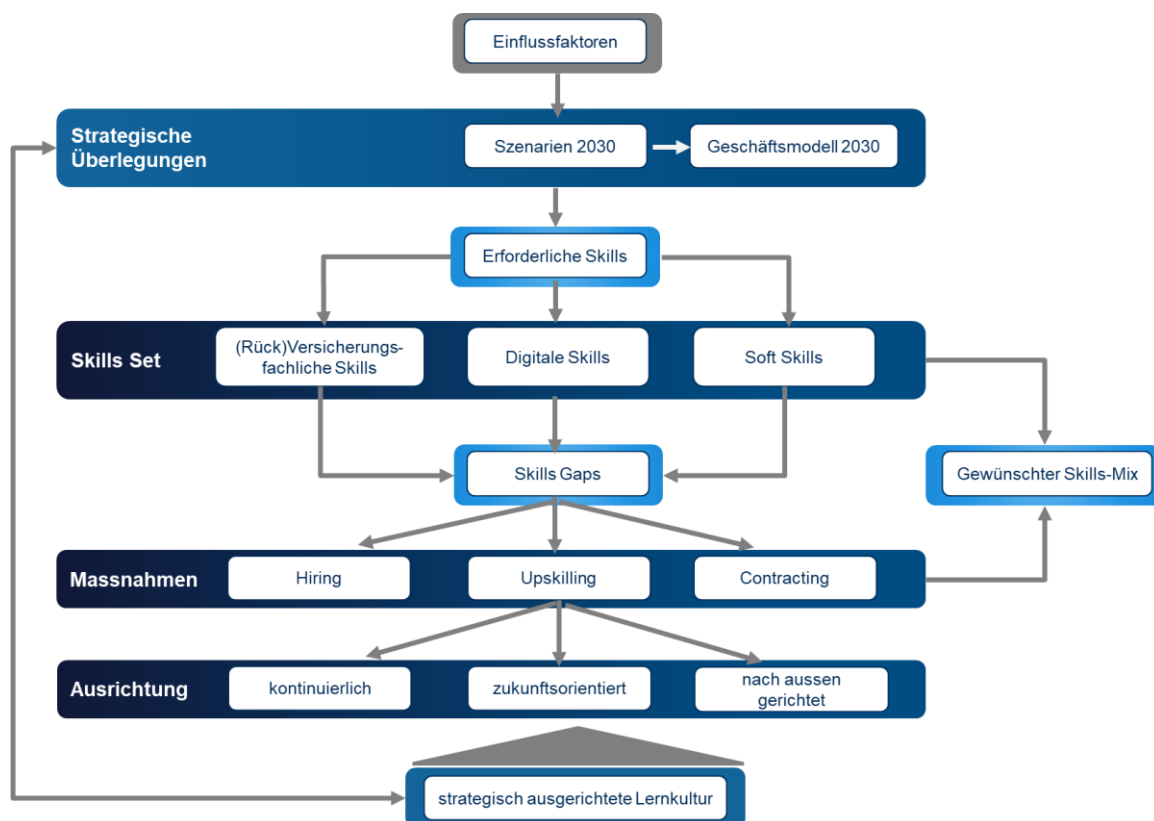 Einflussfaktoren
Strategische
Überlegungen
Szenarien 2030
Geschäftsmodell 2030
Erforderliche Skills
Skills Set
(Rück)Versicherungs-
fachliche Skills
Digitale Skills
Soft Skills
Skills Gaps
Gewünschter Skills-Mix
Massnahmen
Hiring
Upskilling
Contracting
Ausrichtung
kontinuierlich
zukunftsorientiert
nach aussen
gerichtet
strategisch ausgerichtete Lernkultur